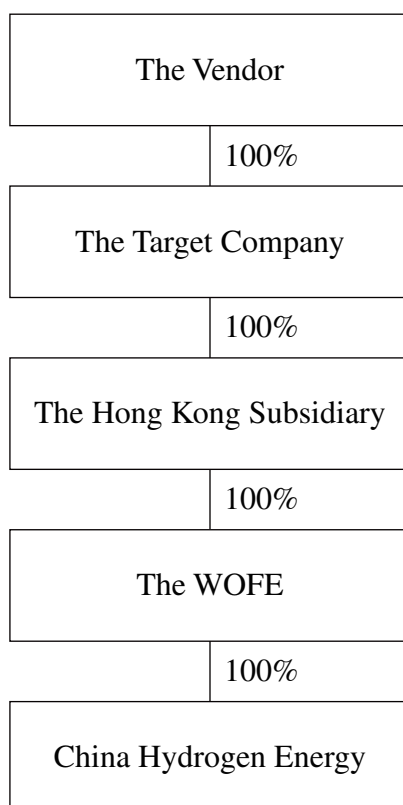 The Vendor
100%
The Target Company
100%
The Hong Kong Subsidiary
100%
The WOFE
100%
China Hydrogen Energy